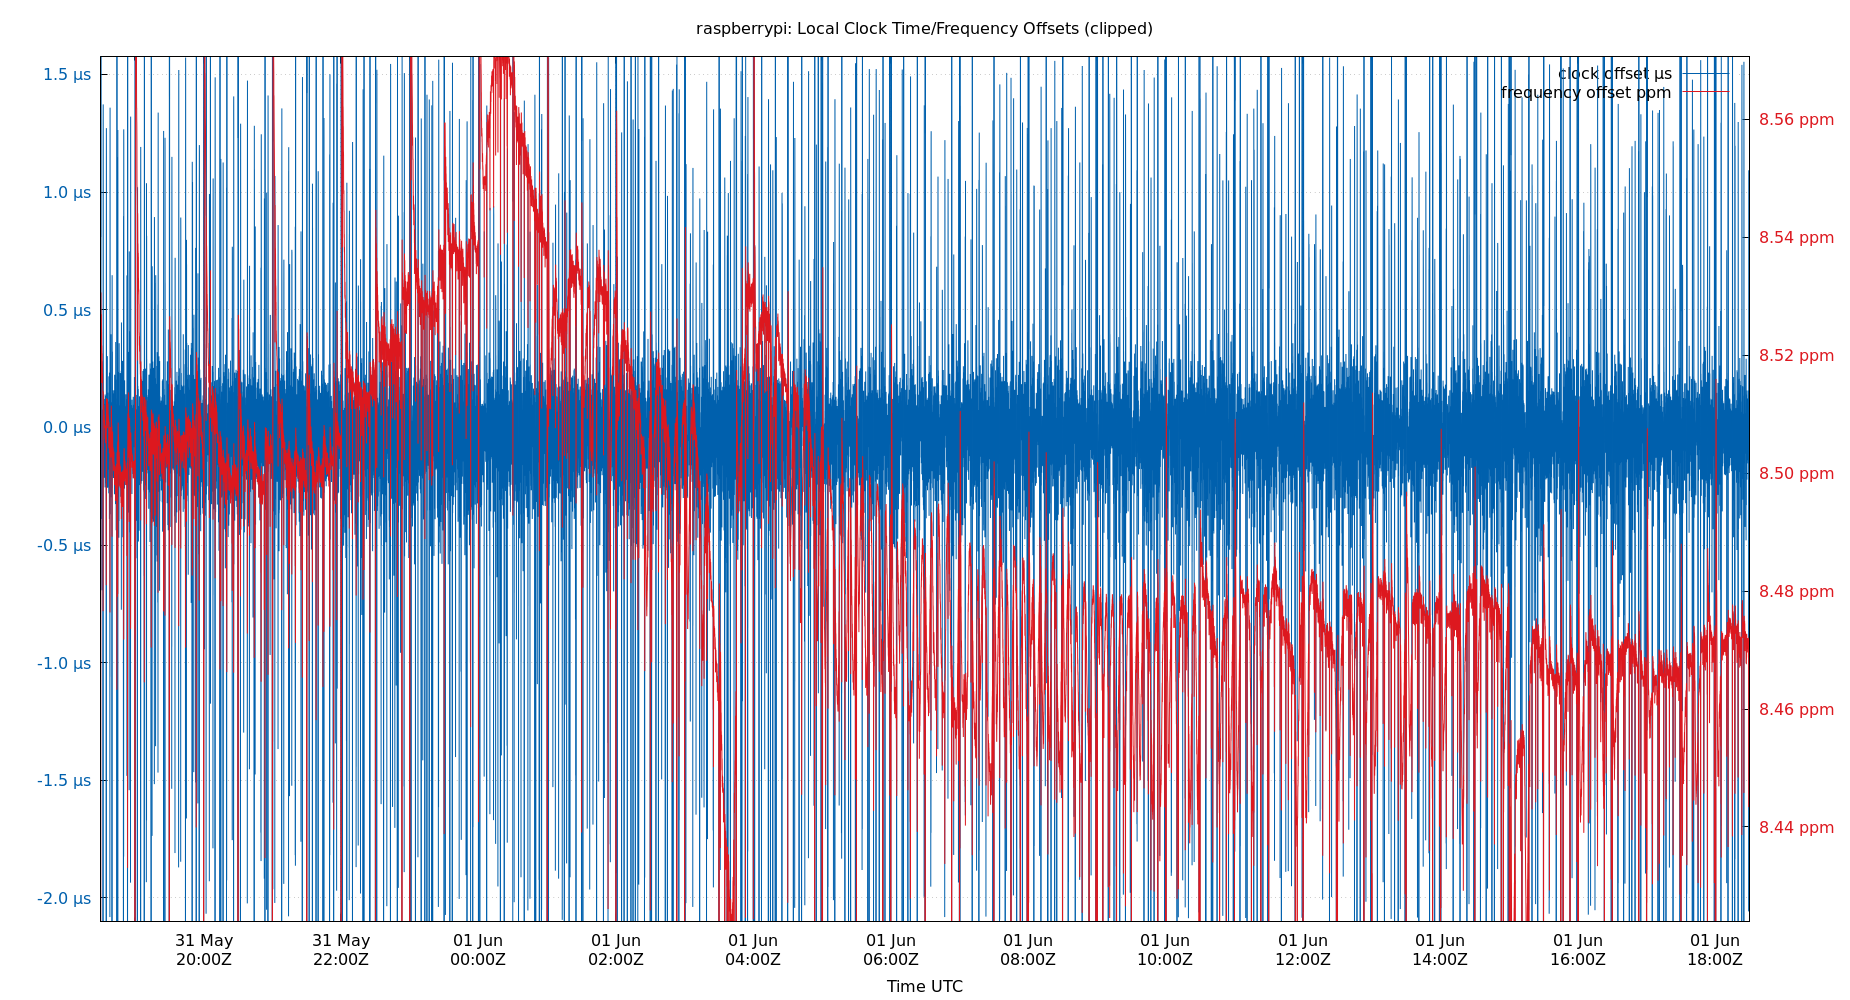 raspberrypi: Local Clock Time/Frequency Offsets (clipped)
clock offset µs
frequency offset ppm
1.5 µs
1.0 µs
0.5 µs
0.0 µs
-0.5 µs
-1.0 µs
-1.5 µs
-2.0 µs
8.56 ppm
8.54 ppm
8.52 ppm
8.50 ppm
8.48 ppm
8.46 ppm
8.44 ppm
31 May 31 May 01 Jun 01 Jun 01 Jun 01 Jun 01 Jun 01 Jun 01 Jun 01 Jun 01 Jun 01 Jun
20:00Z 22:00Z 00:00Z 02:00Z 04:00Z 06:00Z 08:00Z 10:00Z 12:00Z 14:00Z 16:00Z 18:00Z
Time UTC